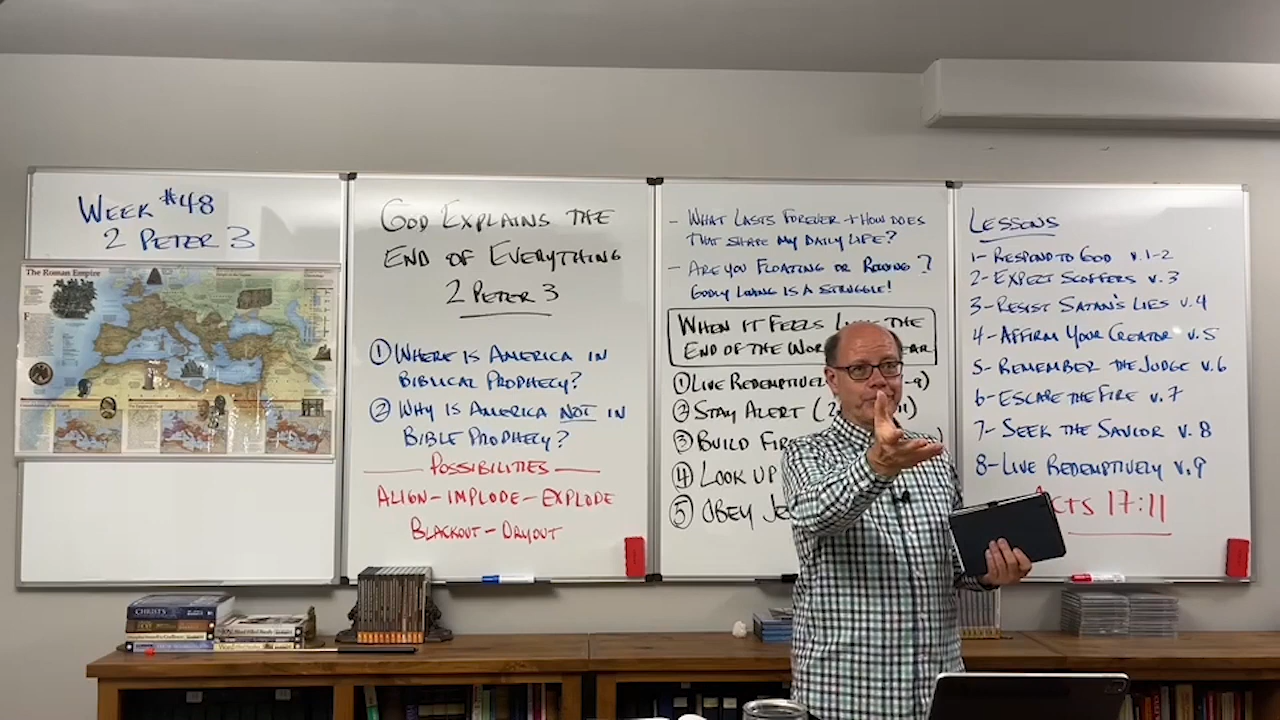 WEEK #48
2 PETER 3
The Roman Empire
GOD EXPLAINS THE
END OF EVERYTHING
2 PETER 3
① WHERE IS AMERICA IN
BIBLICAL PROPHECY?
② WHY IS AMERICA NOT IN
BIBLE PROPHECY?
POSSIBILITIES
ALIGN - IMPLODE - EXPLODE
BLACKOUT - DRYOUT
- WHAT LASTS FOREVER + HOW DOES
THAT SHAPE MY DAILY LIFE?
- ARE YOU FLOATING OR ROWING?
GODLY LIVING IS A STRUGGLE!
WHEN IT FEELS THE
END OF THE
① LIVE
② STAY ALERT
③ BUILD
④ LOOK UP
⑤ OBEY
LESSONS
1- RESPOND TO GOD v.1-2
2- EXPECT SCOFFERS v.3
3- RESIST SATAN'S LIES v.4
4- AFFIRM YOUR CREATOR v.5
5- REMEMBER THE JUDGE v.6
6- ESCAPE THE FIRE v.7
7- SEEK THE SAVIOR v.8
8- LIVE REDEMPTIVELY v.9
ACTS 17:11
CHRIST'S